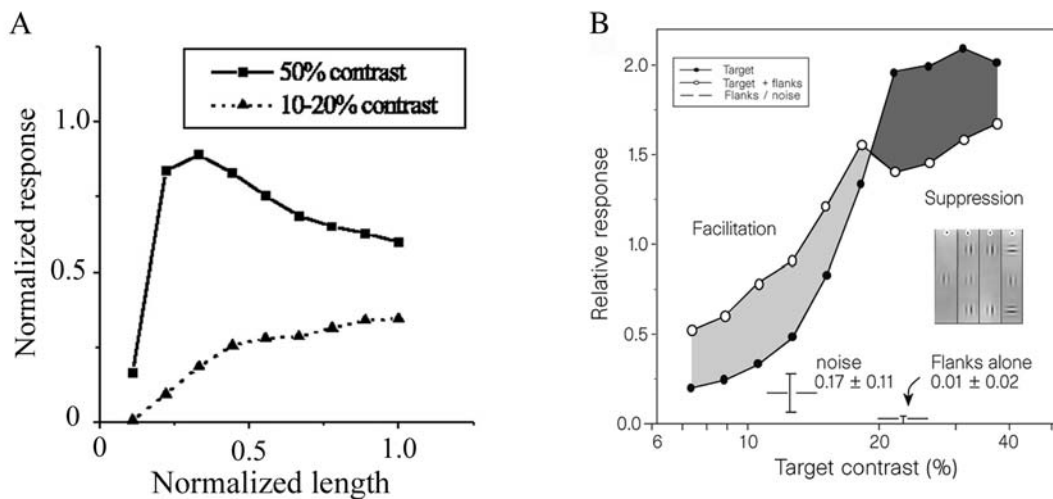 A
50% contrast
10-20% contrast
Normalized response
1.0
0.5
0
0
0.5
1.0
Normalized length
B
Target
Target + flanks
Flanks / noise
Relative response
2.0
1.5
1.0
0.5
0.0
Facilitation
Suppression
noise
0.17 ± 0.11
Flanks alone
0.01 ± 0.02
6
10
20
40
Target contrast (%)